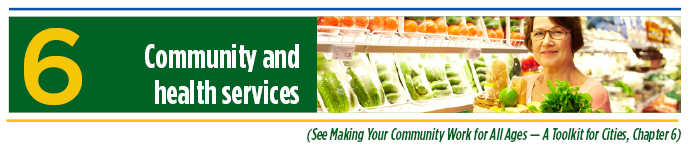 6
Community and
health services
(See Making Your Community Work for All Ages — A Toolkit for Cities, Chapter 6)